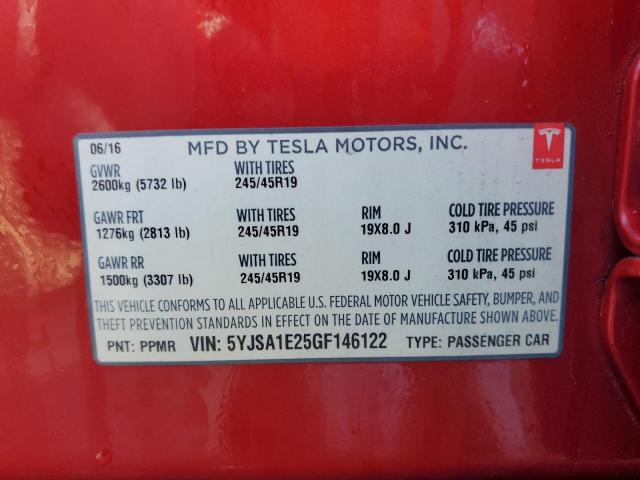 06/16 MFD BY TESLA MOTORS, INC.
TESLA
GVWR WITH TIRES
2600kg (5732 lb) 245/45R19
GAWR FRT WITH TIRES RIM COLD TIRE PRESSURE
1276kg (2813 lb) 245/45R19 19X8.0 J 310 kPa, 45 psi
GAWR RR WITH TIRES RIM COLD TIRE PRESSURE
1500kg (3307 lb) 245/45R19 19X8.0 J 310 kPa, 45 psi
THIS VEHICLE CONFORMS TO ALL APPLICABLE U.S. FEDERAL MOTOR VEHICLE SAFETY, BUMPER, AND
THEFT PREVENTION STANDARDS IN EFFECT ON THE DATE OF MANUFACTURE SHOWN ABOVE.
PNT: PPMR VIN: 5YJSA1E25GF146122 TYPE: PASSENGER CAR